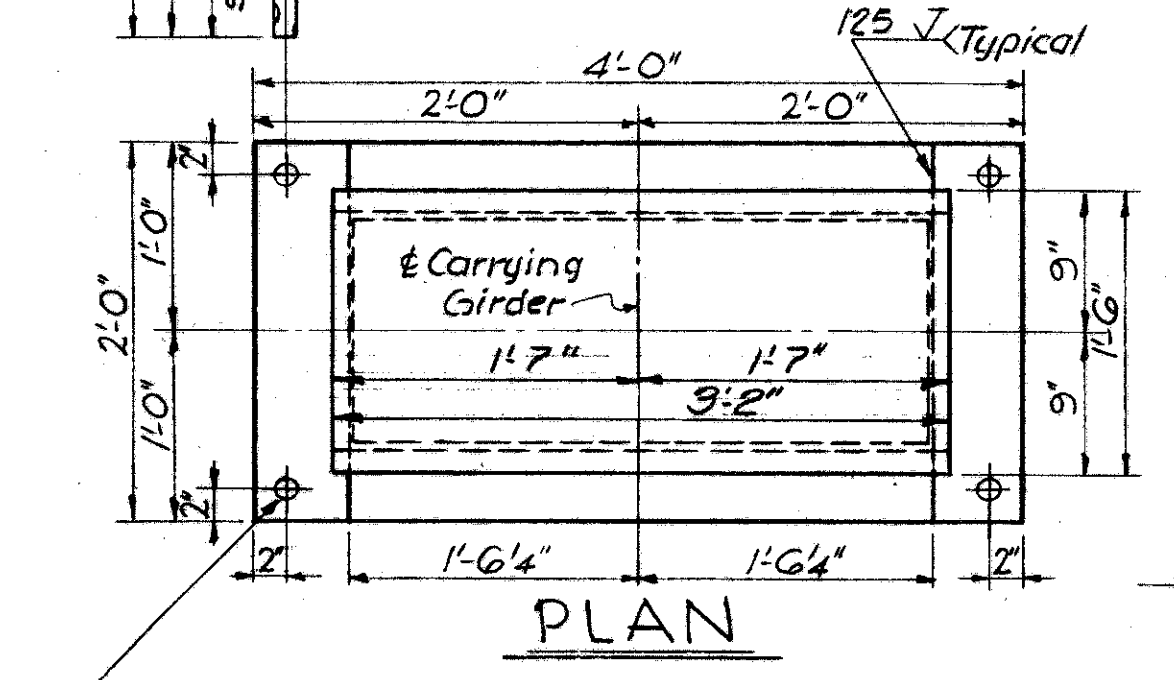 125 √ Typical
4'-0"
2'-0" 2'-0"
2"
1'-0"
2'-0"
1'-0"
2"
℄ Carrying
Girder
9"
1'-6"
9"
1'-7" 1'-7"
3'-2"
2" 1'-6¼" 1'-6¼" 2"
PLAN